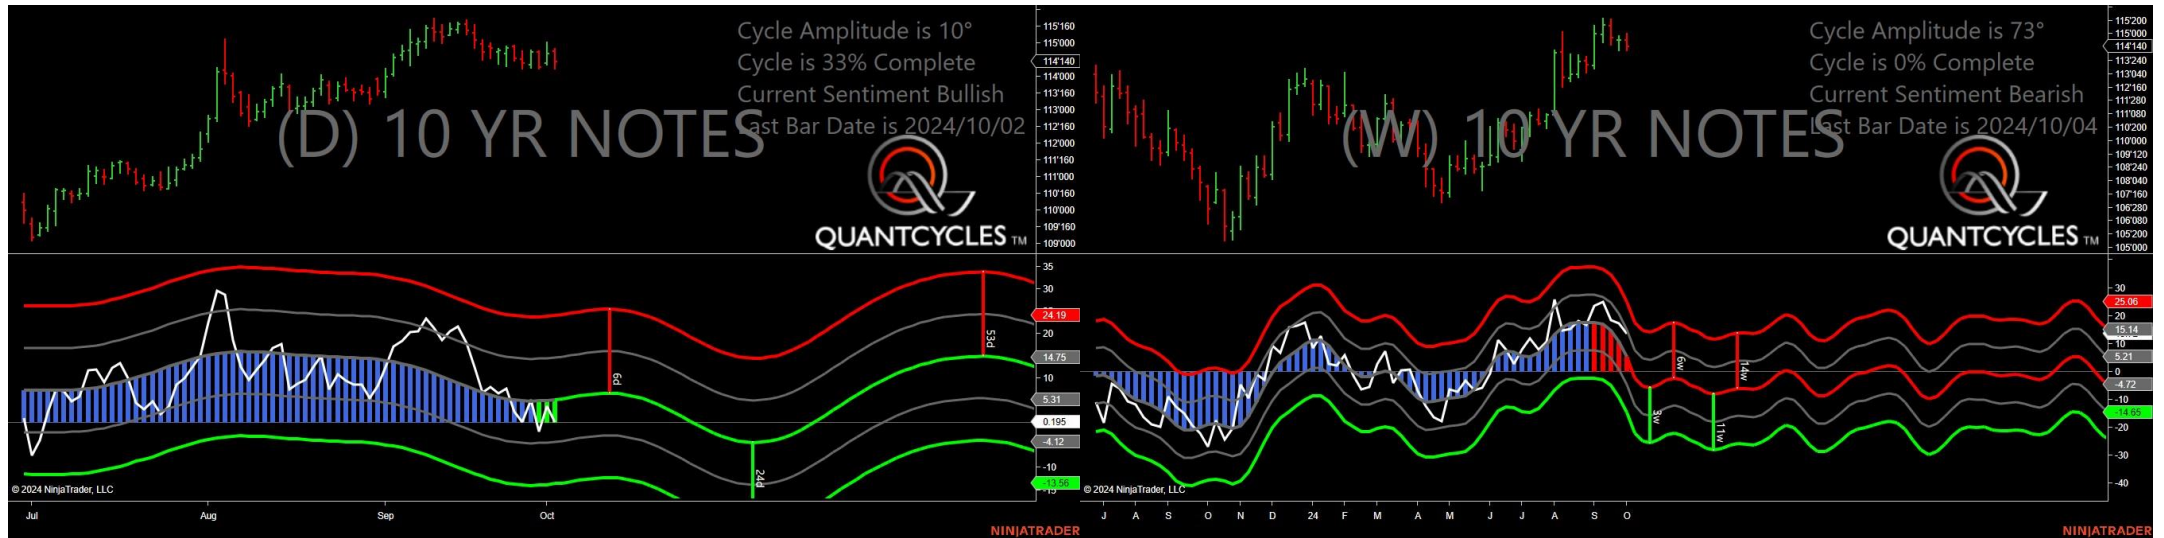 Cycle Amplitude is 10°
Cycle is 33% Complete
Current Sentiment Bullish
Last Bar Date is 2024/10/02
(D) 10 YR NOTES
QUANTCYCLES TM
115'160
115'000
114'140
114'000
113'160
113'000
112'160
112'000
111'160
111'000
110'160
110'000
109'160
109'000
35
30
24.19
20
14.75
10
5.31
0.195
-4.12
-10
-13.56
6d
24d
53d
© 2024 NinjaTrader, LLC
Jul Aug Sep Oct
NINJATRADER
Cycle Amplitude is 73°
Cycle is 0% Complete
Current Sentiment Bearish
Last Bar Date is 2024/10/04
(W) 10 YR NOTES
QUANTCYCLES TM
115'200
115'000
114'140
113'240
113'040
112'160
111'280
111'080
110'200
110'000
109'120
108'240
108'040
107'160
106'280
106'080
105'200
105'000
30
25.06
20
15.14
10
5.21
0
-4.72
-10
-14.65
-20
-30
-40
3w
6w
11w
14w
© 2024 NinjaTrader, LLC
J A S O N D 24 F M A M J J A S O
NINJATRADER